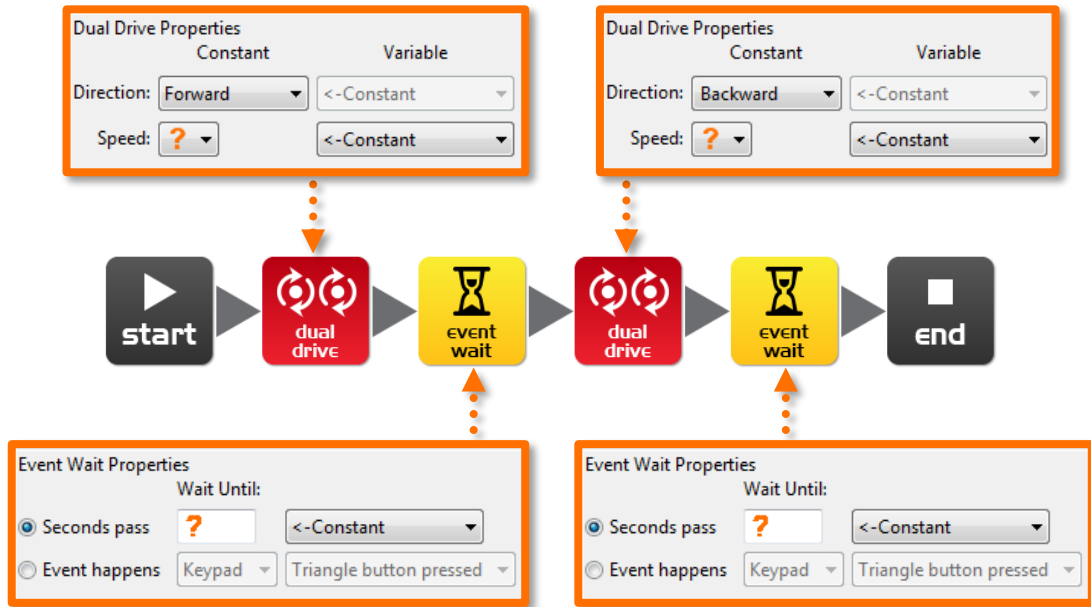 Dual Drive Properties
Constant Variable
Direction: Forward <-Constant
Speed: ? <-Constant
Dual Drive Properties
Constant Variable
Direction: Backward <-Constant
Speed: ? <-Constant
start
dual
drive
event
wait
dual
drive
event
wait
end
Event Wait Properties
Wait Until:
Seconds pass ? <-Constant
Event happens Keypad Triangle button pressed
Event Wait Properties
Wait Until:
Seconds pass ? <-Constant
Event happens Keypad Triangle button pressed